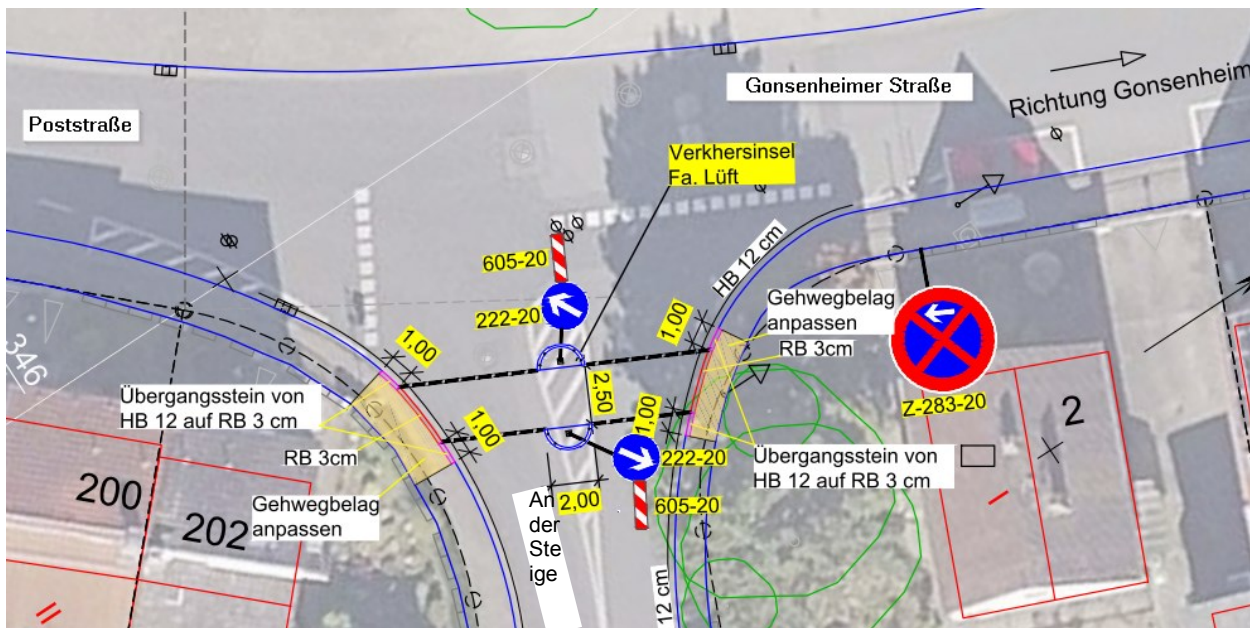 Gonsenheimer Straße
Richtung Gonsenheim
Poststraße
Verkhersinsel
Fa. Lüft
605-20
222-20
HB 12 cm
1,00
Gehwegbelag
anpassen
RB 3cm
1,00
346
Übergangsstein von
HB 12 auf RB 3 cm
2,50
Z-283-20
2
1,00
1,00
RB 3cm
222-20
Übergangsstein von
HB 12 auf RB 3 cm
200
202
Gehwegbelag
anpassen
2,00
605-20
An
der
Ste
ige
12 cm
II
I